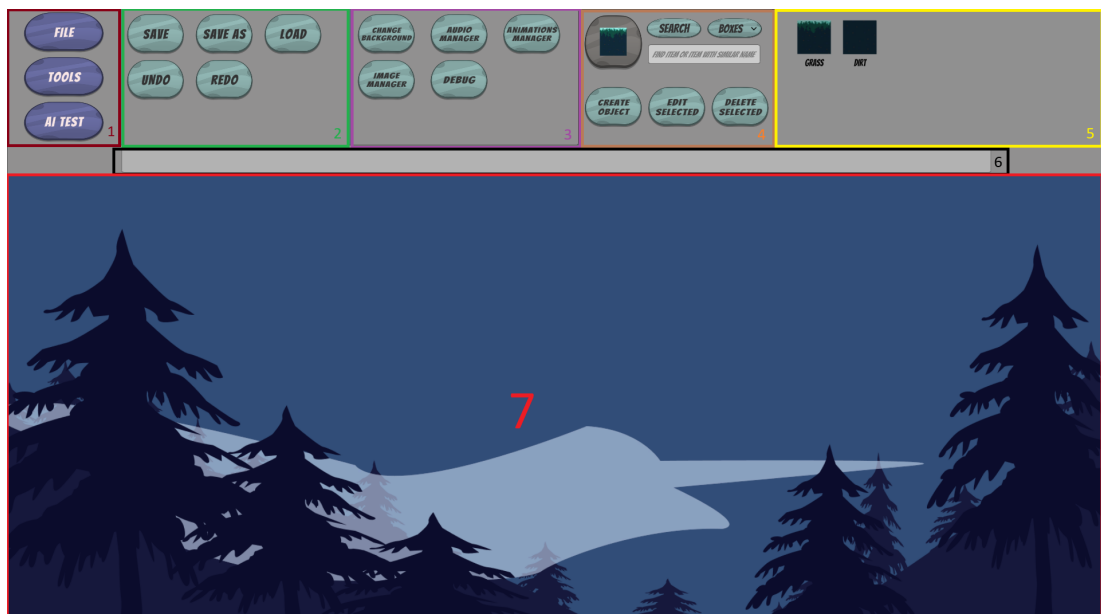 FILE
TOOLS
AI TEST
1
SAVE
SAVE AS
LOAD
UNDO
REDO
2
CHANGE
BACKGROUND
AUDIO
MANAGER
ANIMATIONS
MANAGER
IMAGE
MANAGER
DEBUG
3
SEARCH
BOXES
FIND ITEM OR ITEM WITH SIMILAR NAME
CREATE
OBJECT
EDIT
SELECTED
DELETE
SELECTED
4
GRASS
DIRT
5
6
7